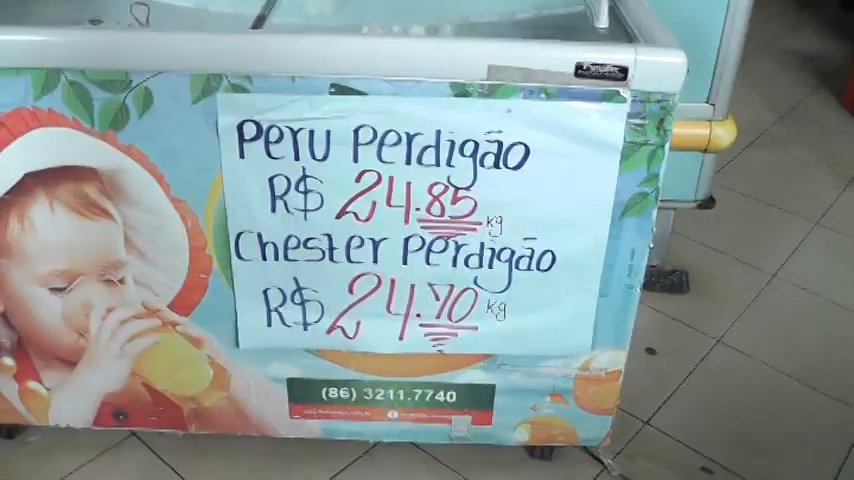 Peru Perdigão
R$ 24.85 kg
Chester Perdigão
R$ 24.70 kg
(86) 3211.7740